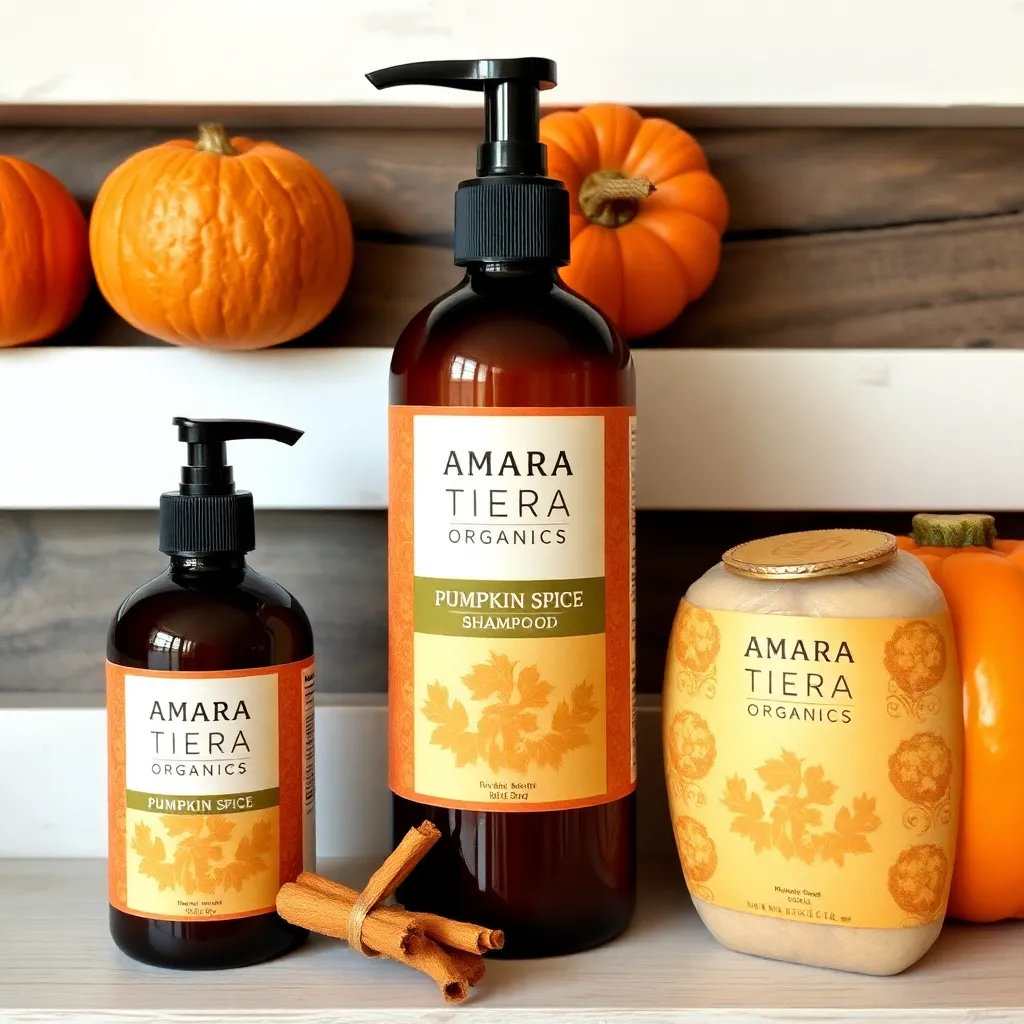 AMARA
TIERA
ORGANICS
PUMPKIN SPICE
AMARA
TIERA
ORGANICS
PUMPKIN SPICE
SHAMPOOD
AMARA
TIERA
ORGANICS